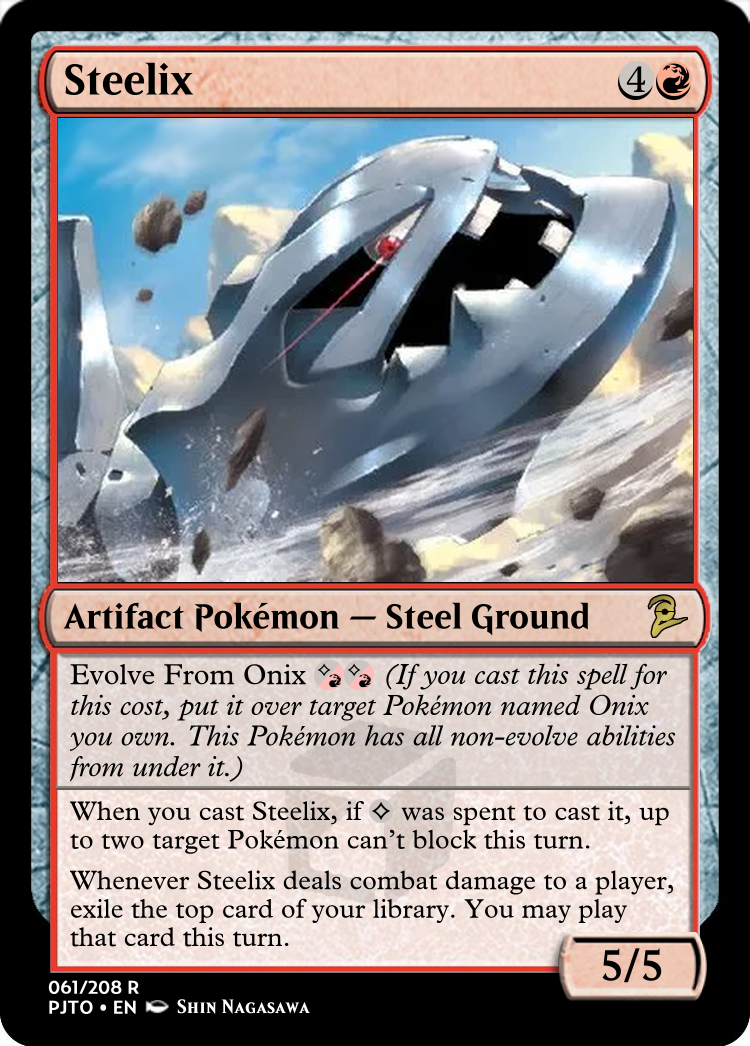 Steelix 4
Artifact Pokémon — Steel Ground
Evolve From Onix (If you cast this spell for
this cost, put it over target Pokémon named Onix
you own. This Pokémon has all non-evolve abilities
from under it.)
When you cast Steelix, if was spent to cast it, up
to two target Pokémon can't block this turn.
Whenever Steelix deals combat damage to a player,
exile the top card of your library. You may play
that card this turn.
5/5
061/208 R
PJTO • EN Shin Nagasawa